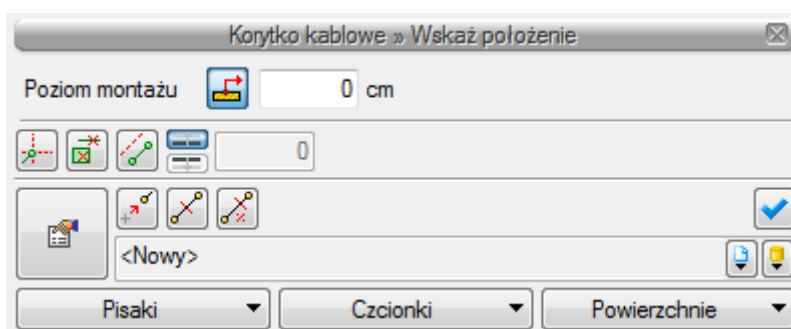 Korytko kablowe » Wskaż położenie
Poziom montażu 0 cm
0
<Nowy>
Pisaki Czcionki Powierzchnie